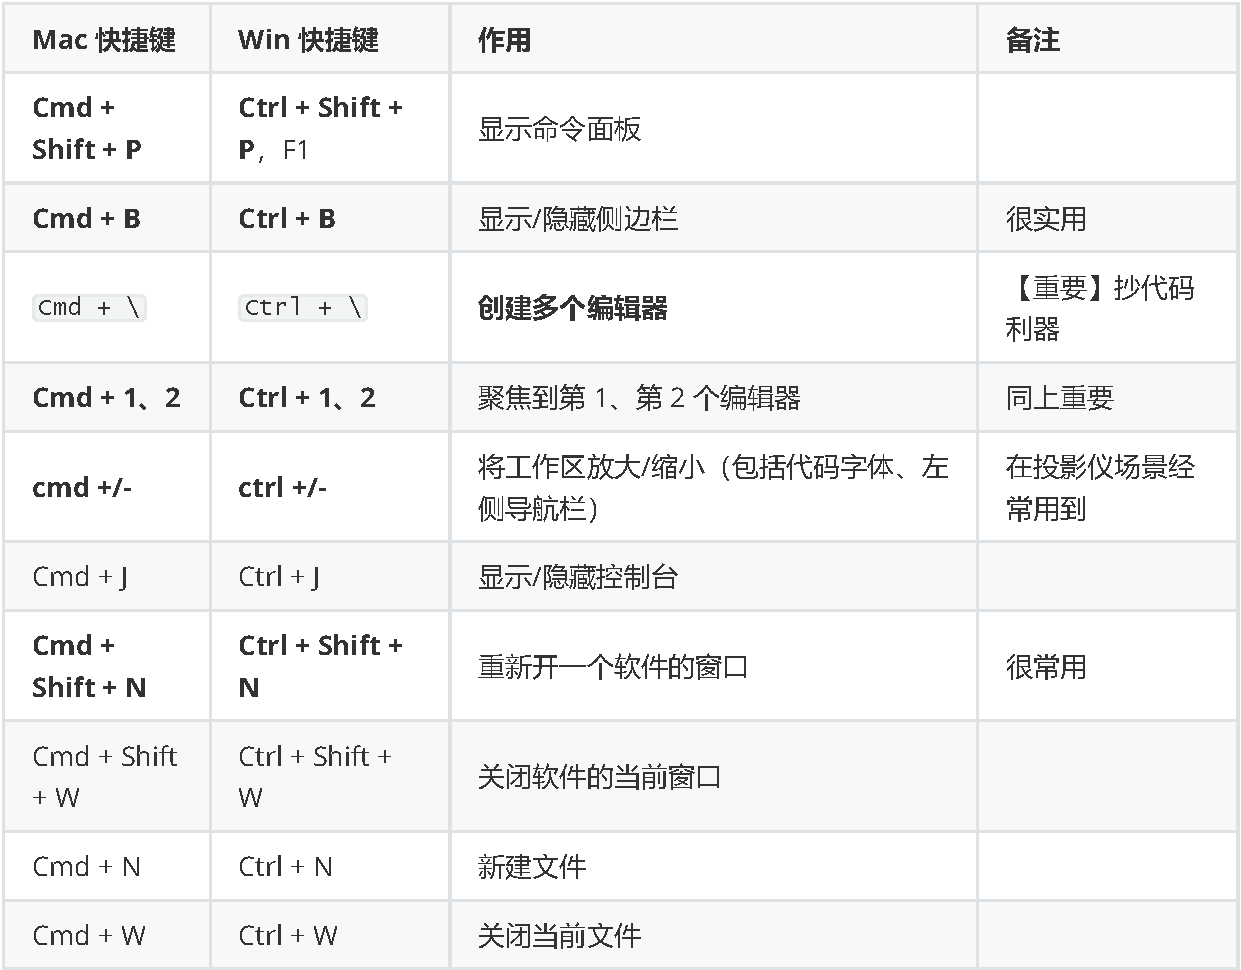 Mac 快捷键 Win 快捷键 作用 备注
Cmd +
Shift + P
Ctrl + Shift +
P，F1
显示命令面板
Cmd + B Ctrl + B 显示/隐藏侧边栏 很实用
Cmd + \ Ctrl + \ 创建多个编辑器
【重要】抄代码
利器
Cmd + 1、2 Ctrl + 1、2 聚焦到第 1、第 2 个编辑器 同上重要
cmd +/- ctrl +/-
将工作区放大/缩小（包括代码字体、左
侧导航栏）
在投影仪场景经
常用到
Cmd + J Ctrl + J 显示/隐藏控制台
Cmd +
Shift + N
Ctrl + Shift +
N
重新开一个软件的窗口 很常用
Cmd + Shift
+ W
Ctrl + Shift +
W
关闭软件的当前窗口
Cmd + N Ctrl + N 新建文件
Cmd + W Ctrl + W 关闭当前文件